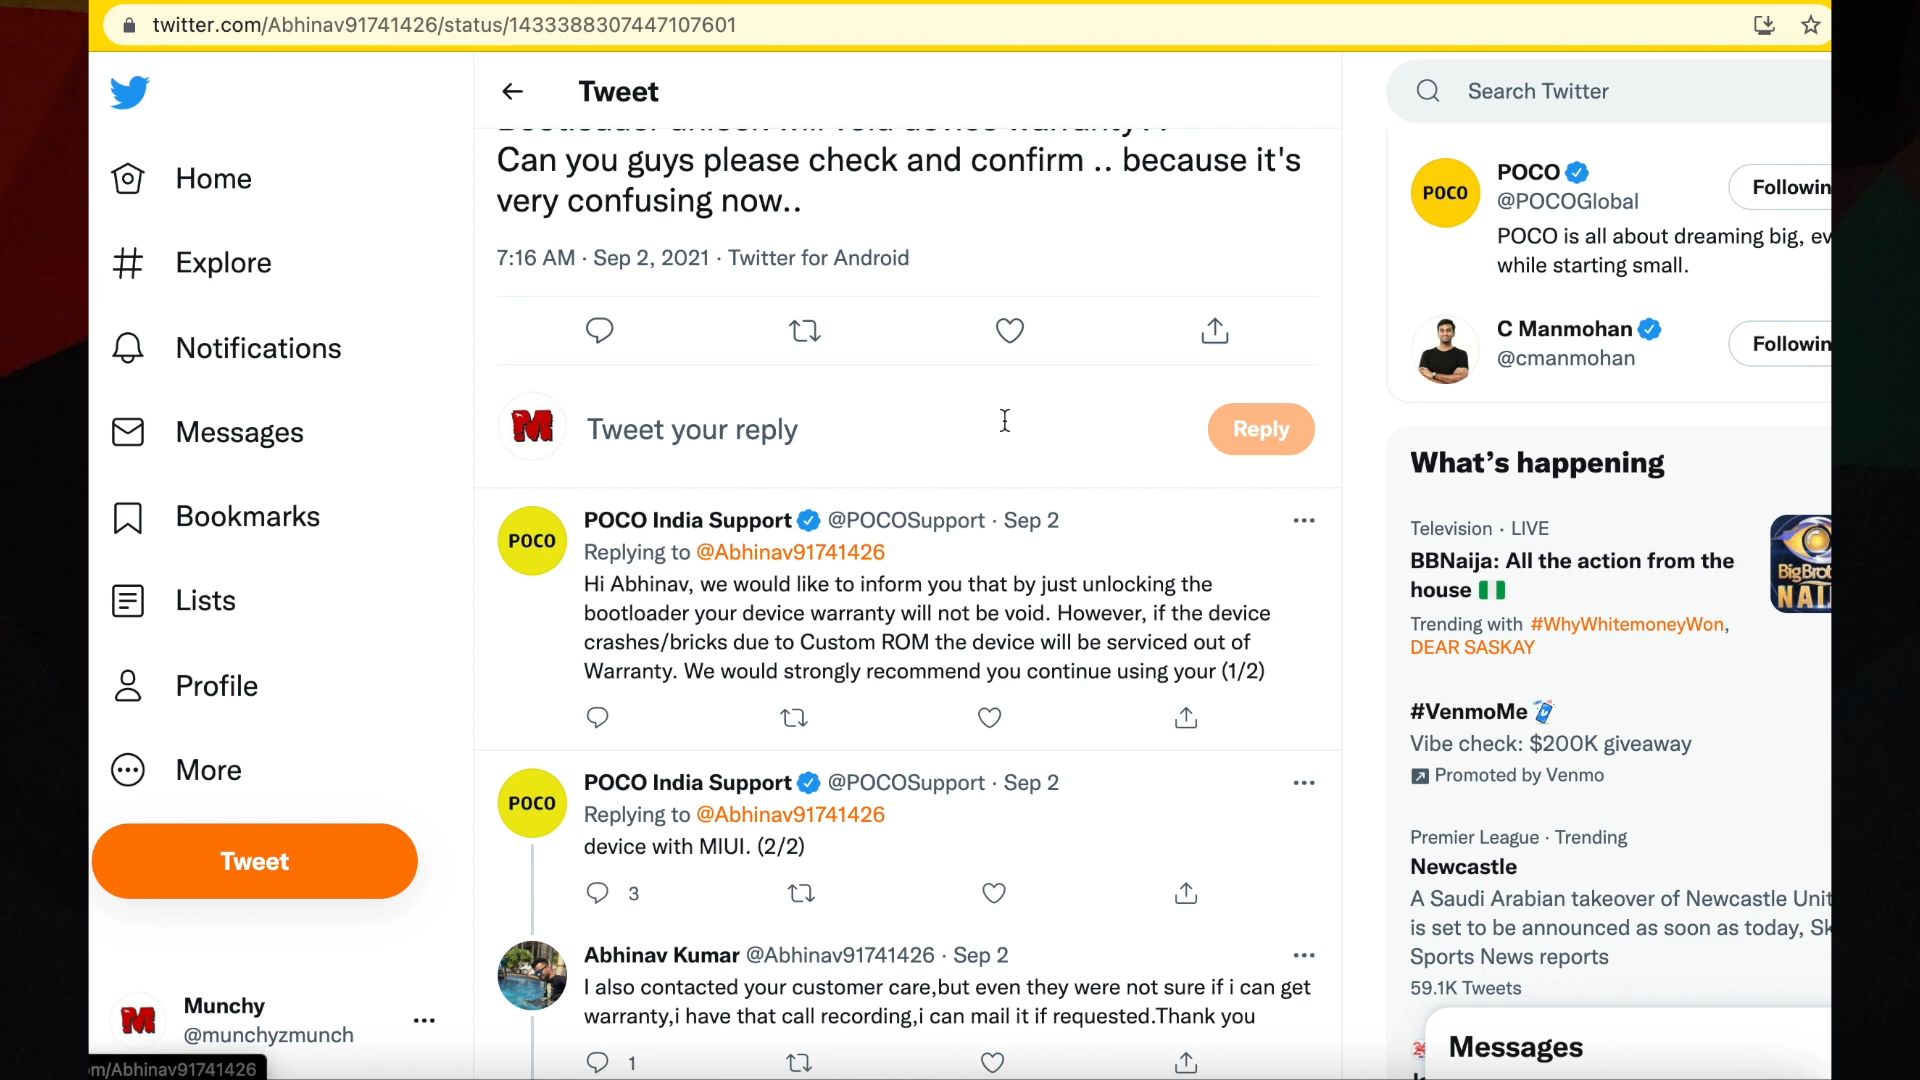 twitter.com/Abhinav91741426/status/1433388307447107601
Home
Explore
Notifications
Messages
Bookmarks
Lists
Profile
More
Tweet
Munchy
@munchyzmunch
m/Abhinav91741426
Tweet
Bootloader unlock will void device warranty??
Can you guys please check and confirm .. because it's
very confusing now..
7:16 AM · Sep 2, 2021 · Twitter for Android
Tweet your reply
Reply
POCO
POCO India Support @POCOSupport · Sep 2
Replying to @Abhinav91741426
Hi Abhinav, we would like to inform you that by just unlocking the
bootloader your device warranty will not be void. However, if the device
crashes/bricks due to Custom ROM the device will be serviced out of
Warranty. We would strongly recommend you continue using your (1/2)
POCO
POCO India Support @POCOSupport · Sep 2
Replying to @Abhinav91741426
device with MIUI. (2/2)
3
Abhinav Kumar @Abhinav91741426 · Sep 2
I also contacted your customer care,but even they were not sure if i can get
warranty,i have that call recording,i can mail it if requested.Thank you
1
Search Twitter
POCO
POCO
@POCOGlobal
Followin
POCO is all about dreaming big, ev
while starting small.
C Manmohan
@cmanmohan
Followin
What's happening
Television · LIVE
BBNaija: All the action from the
house
Trending with #WhyWhitemoneyWon,
DEAR SASKAY
BigBrot
NAI
#VenmoMe
Vibe check: $200K giveaway
Promoted by Venmo
Premier League · Trending
Newcastle
A Saudi Arabian takeover of Newcastle Unit
is set to be announced as soon as today, Sk
Sports News reports
59.1K Tweets
Messages